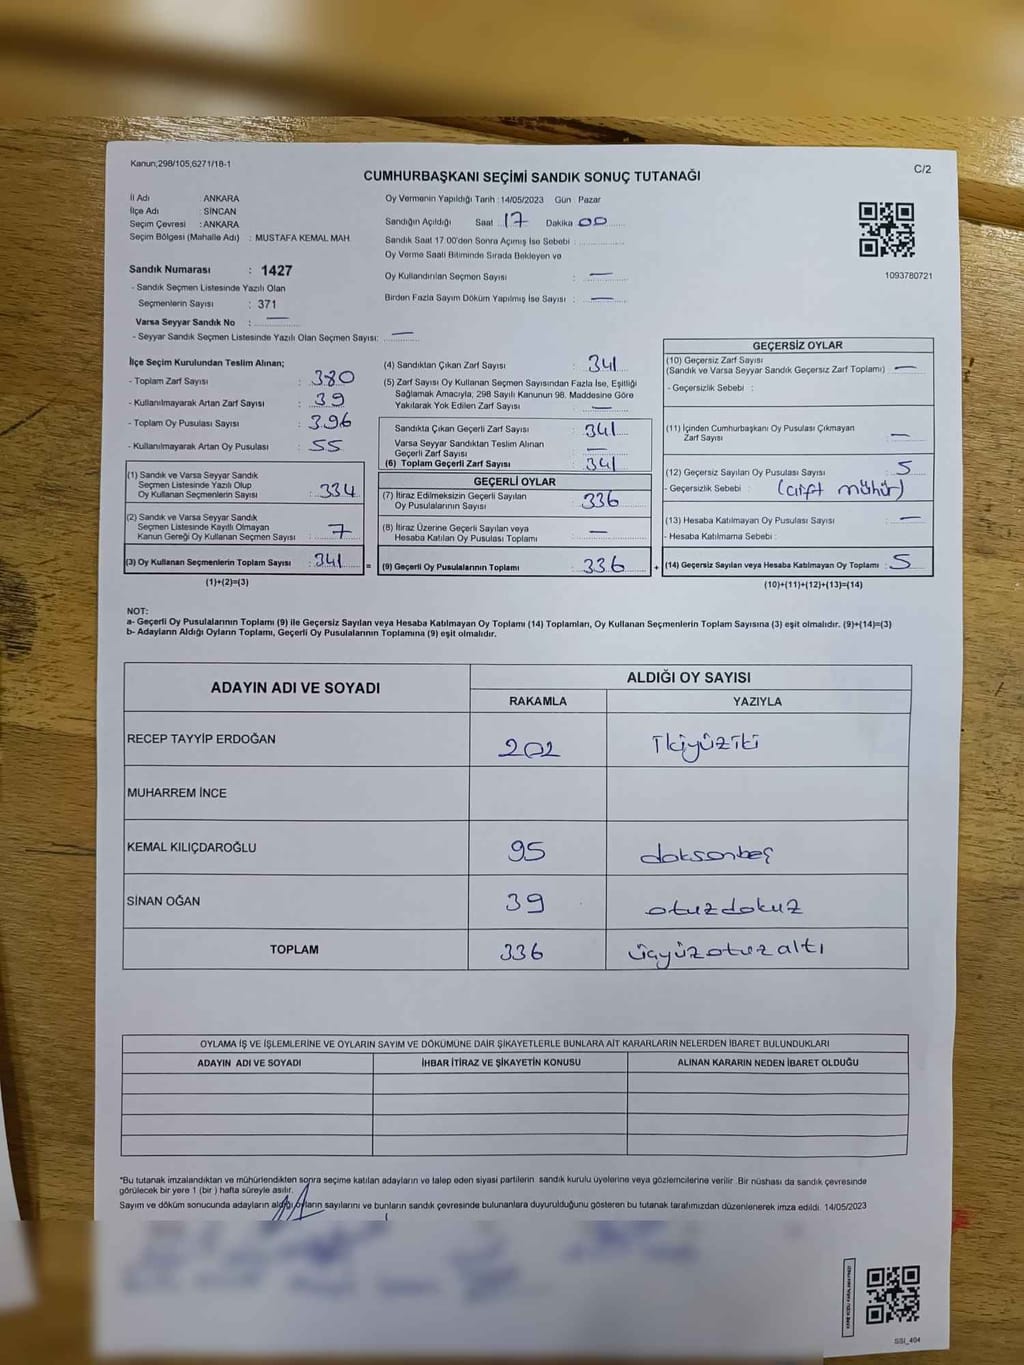 Kanun,298/105,6271/18-1
C/2
CUMHURBAŞKANI SEÇİMİ SANDIK SONUÇ TUTANAĞI
İl Adı : ANKARA
İlçe Adı : SİNCAN
Seçim Çevresi : ANKARA
Seçim Bölgesi (Mahalle Adı) : MUSTAFA KEMAL MAH.
Sandık Numarası : 1427
- Sandık Seçmen Listesinde Yazılı Olan
Seçmenlerin Sayısı : 371
Varsa Seyyar Sandık No : —
- Seyyar Sandık Seçmen Listesinde Yazılı Olan Seçmen Sayısı: —
Oy Vermenin Yapıldığı Tarih : 14/05/2023 Gün Pazar
Sandığın Açıldığı Saat 17 Dakika 00
Sandık Saat 17:00'den Sonra Açımış İse Sebebi :
Oy Verme Saati Bitiminde Sırada Bekleyen ve
Oy Kullandırılan Seçmen Sayısı : —
Birden Fazla Sayım Döküm Yapılmış İse Sayısı : —
1093780721
İlçe Seçim Kurulundan Teslim Alınan;
- Toplam Zarf Sayısı : 380
- Kullanılmayarak Artan Zarf Sayısı : 39
- Toplam Oy Pusulası Sayısı : 396
- Kullanılmayarak Artan Oy Pusulası : 55
(1) Sandık ve Varsa Seyyar Sandık
Seçmen Listesinde Yazılı Olup
Oy Kullanan Seçmenlerin Sayısı : 334
(2) Sandık ve Varsa Seyyar Sandık
Seçmen Listesinde Kayıtlı Olmayan
Kanun Gereği Oy Kullanan Seçmen Sayısı : 7
(3) Oy Kullanan Seçmenlerin Toplam Sayısı : 341 =
(1)+(2)=(3)
(4) Sandıktan Çıkan Zarf Sayısı : 341
(5) Zarf Sayısı Oy Kullanan Seçmen Sayısından Fazla İse, Eşitliği
Sağlamak Amacıyla; 298 Sayılı Kanunun 98. Maddesine Göre
Yakılarak Yok Edilen Zarf Sayısı : —
Sandıkta Çıkan Geçerli Zarf Sayısı : 341
Varsa Seyyar Sandıktan Teslim Alınan
Geçerli Zarf Sayısı : —
(6) Toplam Geçerli Zarf Sayısı : 341
GEÇERLİ OYLAR
(7) İtiraz Edilmeksizin Geçerli Sayılan
Oy Pusulalarının Sayısı : 336
(8) İtiraz Üzerine Geçerli Sayılan veya
Hesaba Katılan Oy Pusulası Toplamı : —
(9) Geçerli Oy Pusulalarının Toplamı : 336 +
GEÇERSİZ OYLAR
(10) Geçersiz Zarf Sayısı
(Sandık ve Varsa Seyyar Sandık Geçersiz Zarf Toplamı) : —
- Geçersizlik Sebebi :
(11) İçinden Cumhurbaşkanı Oy Pusulası Çıkmayan
Zarf Sayısı —
(12) Geçersiz Sayılan Oy Pusulası Sayısı : 5
- Geçersizlik Sebebi : (çift mühür)
(13) Hesaba Katılmayan Oy Pusulası Sayısı : —
- Hesaba Katılmama Sebebi :
(14) Geçersiz Sayılan veya Hesaba Katılmayan Oy Toplamı : 5
(10)+(11)+(12)+(13)=(14)
NOT:
a- Geçerli Oy Pusulalarının Toplamı (9) ile Geçersiz Sayılan veya Hesaba Katılmayan Oy Toplamı (14) Toplamları, Oy Kullanan Seçmenlerin Toplam Sayısına (3) eşit olmalıdır. (9)+(14)=(3)
b- Adayların Aldığı Oyların Toplamı, Geçerli Oy Pusulalarının Toplamına (9) eşit olmalıdır.
ADAYIN ADI VE SOYADI
ALDIĞI OY SAYISI
RAKAMLA YAZIYLA
RECEP TAYYİP ERDOĞAN 202 İkiyüziki
MUHARREM İNCE
KEMAL KILIÇDAROĞLU 95 doksonbeş
SİNAN OĞAN 39 otuzdokuz
TOPLAM 336 üçyüzotuzaltı
OYLAMA İŞ VE İŞLEMLERİNE VE OYLARIN SAYIM VE DÖKÜMÜNE DAİR ŞİKAYETLERLE BUNLARA AİT KARARLARIN NELERDEN İBARET BULUNDUKLARI
ADAYIN ADI VE SOYADI İHBAR İTİRAZ VE ŞİKAYETİN KONUSU ALINAN KARARIN NEDEN İBARET OLDUĞU
*Bu tutanak imzalandıktan ve mühürlendikten sonra seçime katılan adayların ve talep eden siyasi partilerin sandık kurulu üyelerine veya gözlemcilerine verilir .Bir nüshası da sandık çevresinde
görülecek bir yere 1 (bir ) hafta süreyle asılır.
Sayım ve döküm sonucunda adayların aldığı oyların sayılarını ve bunların sandık çevresinde bulunanlara duyurulduğunu gösteren bu tutanak tarafımızdan düzenlenerek imza edildi. 14/05/2023
SSI_404